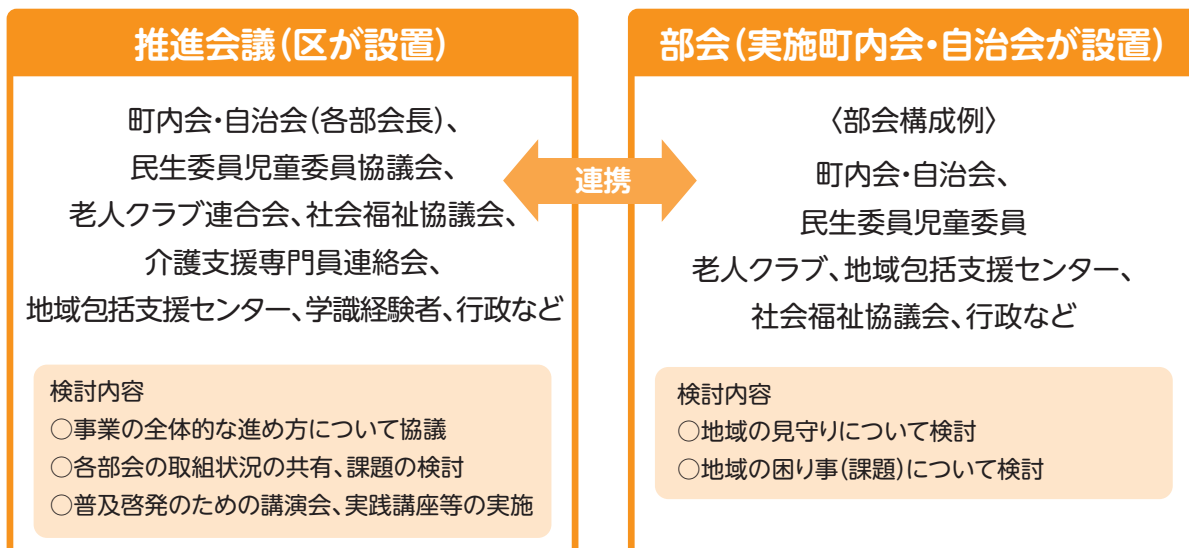 推進会議(区が設置)
町内会・自治会(各部会長)、
民生委員児童委員協議会、
老人クラブ連合会、社会福祉協議会、
介護支援専門員連絡会、
地域包括支援センター、学識経験者、行政など
検討内容
○事業の全体的な進め方について協議
○各部会の取組状況の共有、課題の検討
○普及啓発のための講演会、実践講座等の実施
連携
部会(実施町内会・自治会が設置)
〈部会構成例〉
町内会・自治会、
民生委員児童委員
老人クラブ、地域包括支援センター、
社会福祉協議会、行政など
検討内容
○地域の見守りについて検討
○地域の困り事(課題)について検討